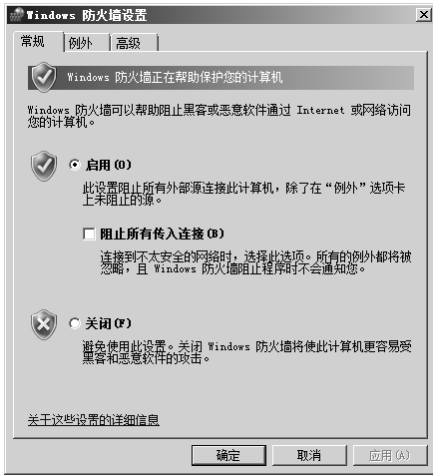 Windows 防火墙设置
常规 例外 高级
Windows 防火墙正在帮助保护您的计算机
Windows 防火墙可以帮助阻止黑客或恶意软件通过 Internet 或网络访问
您的计算机。
启用(O)
此设置阻止所有外部源连接此计算机，除了在“例外”选项卡
上未阻止的源。
阻止所有传入连接(B)
连接到不太安全的网络时，选择此选项。所有的例外都将被
忽略，且 Windows 防火墙阻止程序时不会通知您。
关闭(F)
避免使用此设置。关闭 Windows 防火墙将使此计算机更容易受
黑客和恶意软件的攻击。
关于这些设置的详细信息
确定 取消 应用(A)